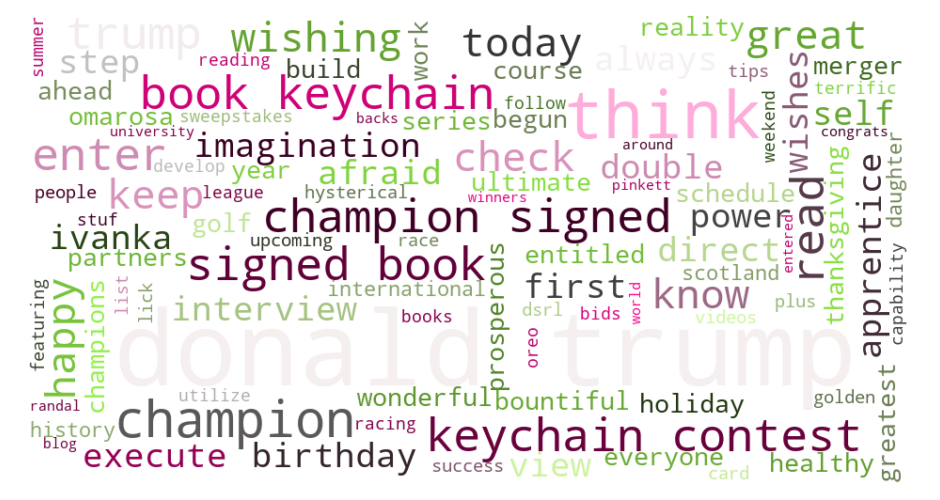 summer
trump
wishing
work
today
reality
great
step
reading
build
course
always
tips
wishes
merger
ahead
book keychain
follow
think
weekend
terrific
omarosa
sweepstakes
backs
series
begun
self
university
imagination
around
congrats
enter
develop
year
afraid
check
double
read
thanksgiving
apprentice
daughter
people
keep
league
hysterical
ultimate
winners
pinkett
schedule
stuf
golf
champion signed
power
entered
ivanka
upcoming
race
partners
signed book
prosperous
entitled
direct
scotland
capability
featuring
happy
champions
list
lick
international
first
know
plus
interview
books
dsrl
bids
world
videos
donald trump
oreo
utilize
wonderful
bountiful
holiday
golden
randal
champion
racing
history
keychain contest
greatest
blog
execute
birthday
success
view
everyone
card
healthy